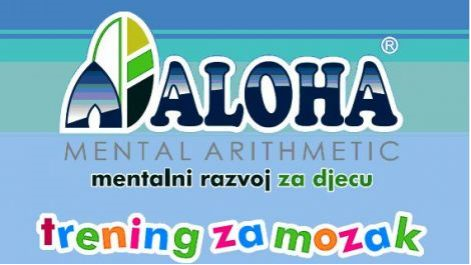 ALOHA®
MENTAL ARITHMETIC
mentalni razvoj za djecu
trening za mozak